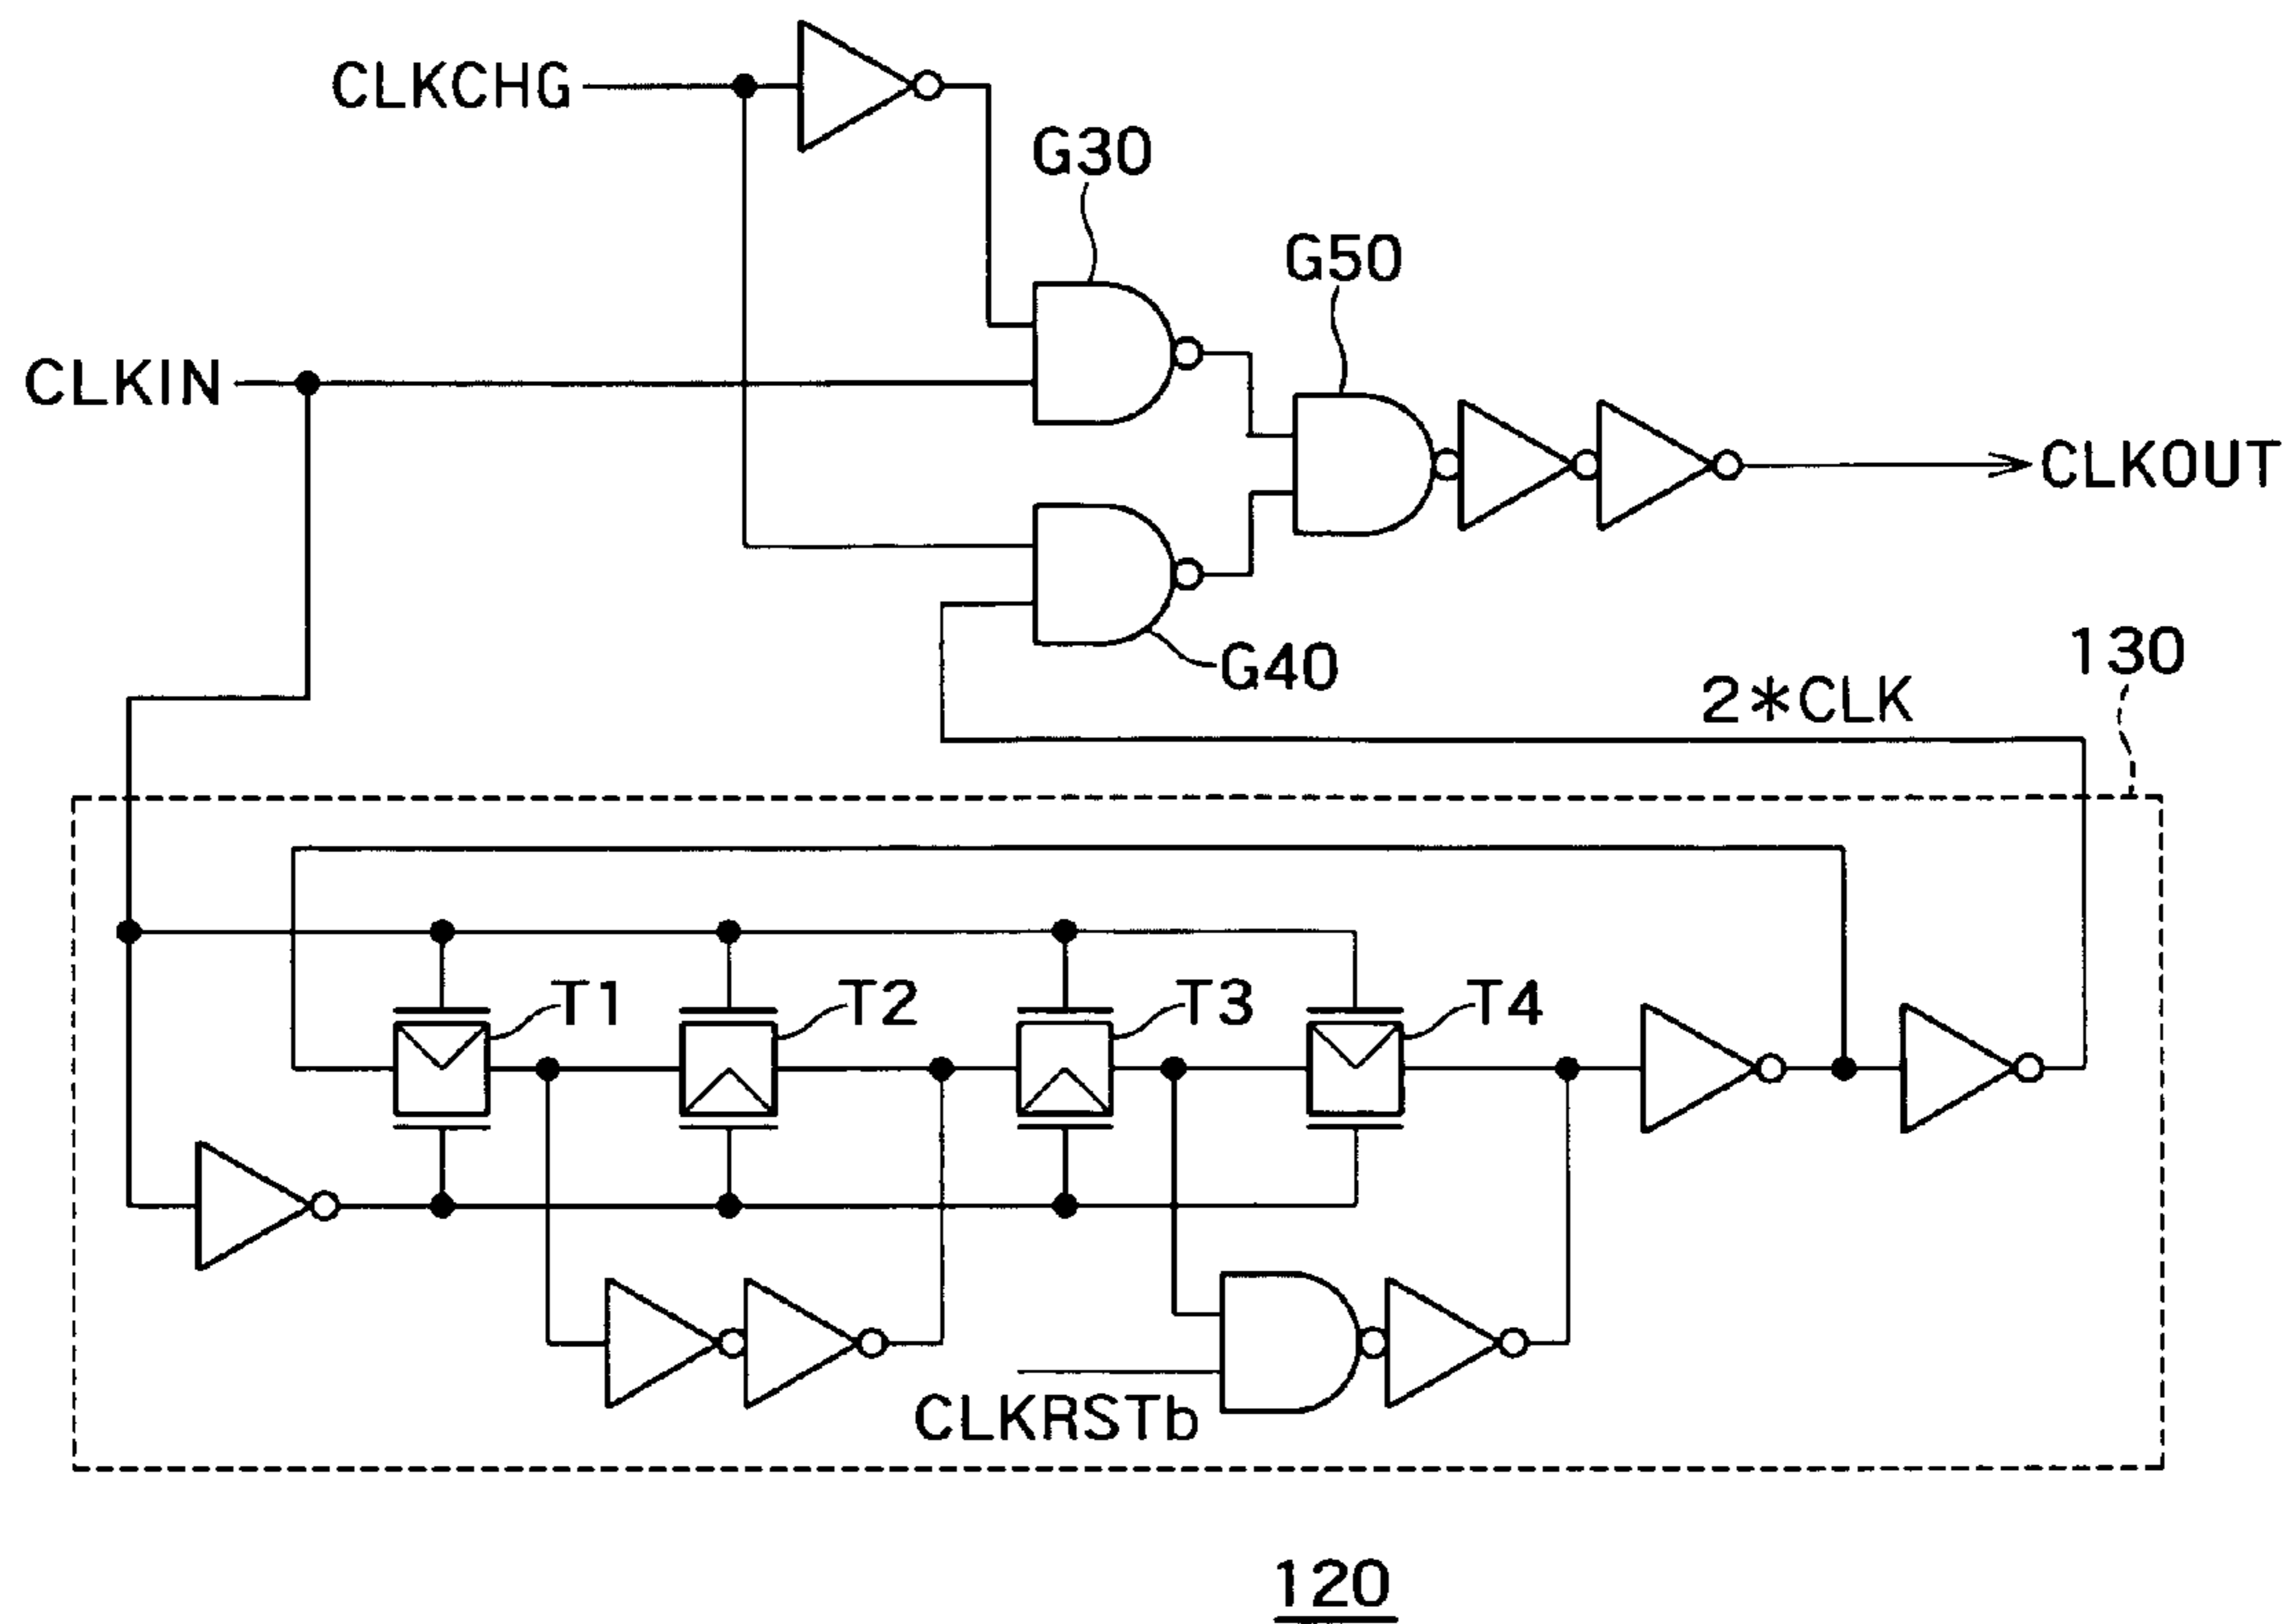 CLKCHG
G30
G50
CLKIN
CLKOUT
G40
130
2*CLK
T1
T2
T3
T4
CLKRSTb
120